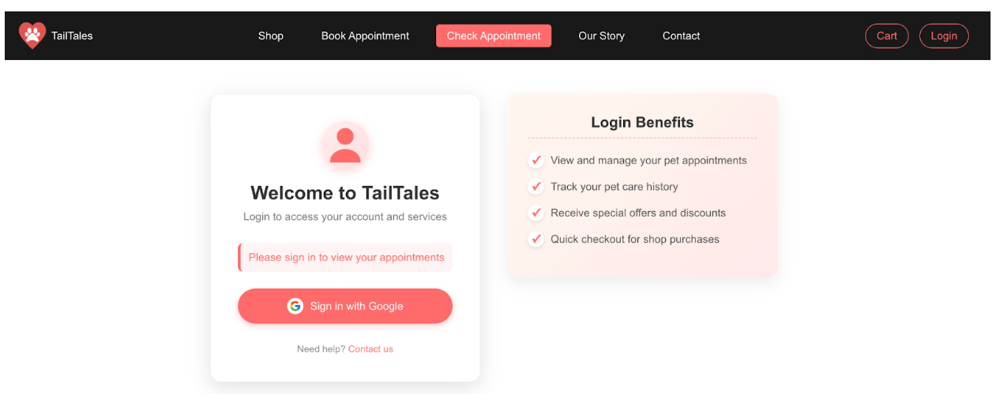 TailTales
Shop
Book Appointment
Check Appointment
Our Story
Contact
Cart
Login
Welcome to TailTales
Login to access your account and services
Please sign in to view your appointments
Sign in with Google
Need help? Contact us
Login Benefits
View and manage your pet appointments
Track your pet care history
Receive special offers and discounts
Quick checkout for shop purchases